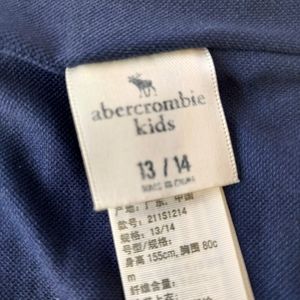 abercrombie
kids
13 / 14
MADE IN CHINA
产地: 广东, 中国
款号: 211S1214
规格: 13/14
号型/规格:
身高 155cm, 胸围 80c
m
纤维含量: